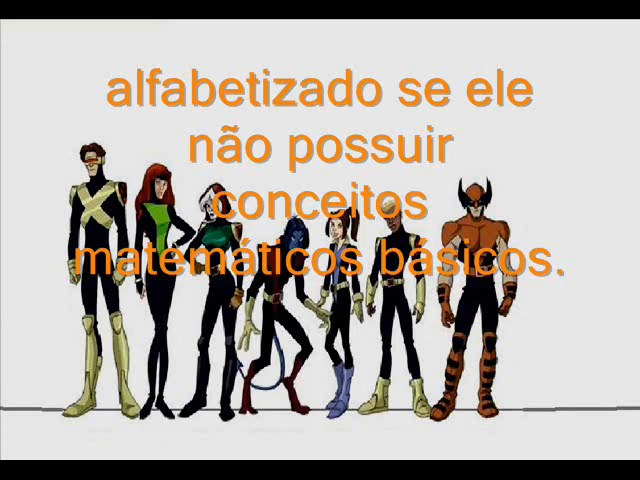 alfabetizado se ele
não possuir
conceitos
matemáticos básicos.